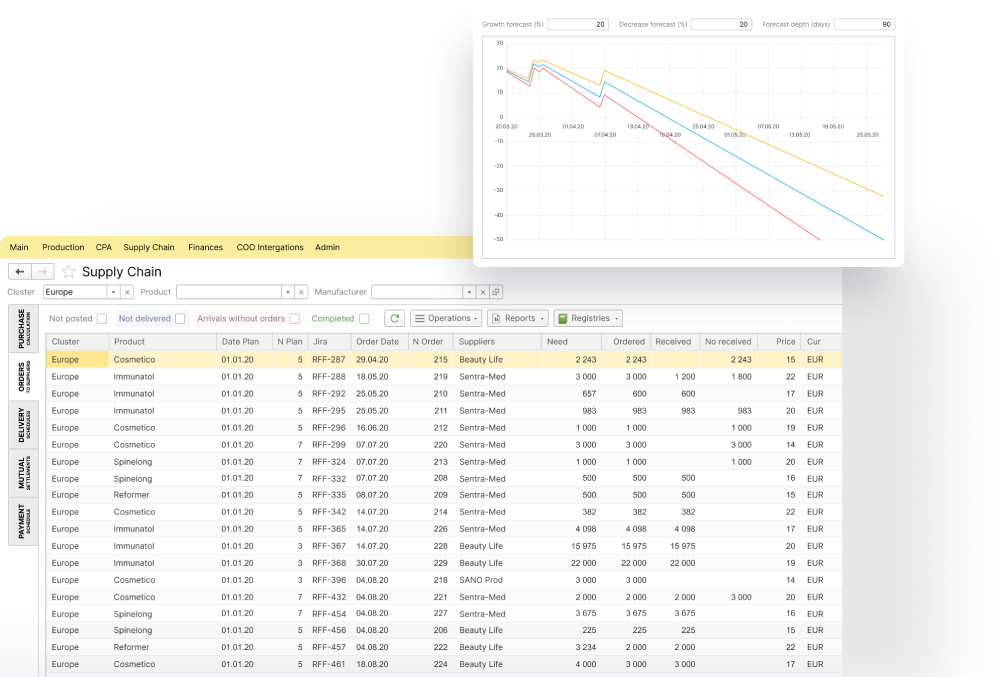 Growth forecast (%) 20 Decrease forecast (%) 20 Forecast depth (days) 90
30
20
10
0
-10
-20
-30
-40
-50
20.03.20 01.04.20 13.04.20 25.04.20 07.05.20 19.05.20
26.03.20 07.04.20 19.04.20 01.05.20 13.05.20 25.05.20
Main Production CPA Supply Chain Finances COO Intergations Admin
Supply Chain
Cluster Europe Product Manufacturer
Not posted Not delivered Arrivals without orders Completed Operations Reports Registries
PURCHASE
CALCULATION
ORDERS
TO SUPPLIERS
DELIVERY
SCHEDULES
MUTUAL
SETTLEMENTS
PAYMENT
SCHEDULE
Cluster Product Date Plan N Plan Jira Order Date N Order Suppliers Need Ordered Received No received Price Cur
Europe Cosmetico 01.01.20 5 RFF-287 29.04.20 215 Beauty Life 2 243 2 243 2 243 15 EUR
Europe Immunatol 01.01.20 5 RFF-288 18.05.20 219 Sentra-Med 3 000 3 000 1 200 1 800 22 EUR
Europe Immunatol 01.01.20 5 RFF-292 25.05.20 210 Sentra-Med 657 600 600 17 EUR
Europe Immunatol 01.01.20 5 RFF-295 25.05.20 211 Sentra-Med 983 983 983 983 20 EUR
Europe Cosmetico 01.01.20 5 RFF-296 16.06.20 212 Sentra-Med 1 000 1 000 1 000 19 EUR
Europe Cosmetico 01.01.20 7 RFF-299 07.07.20 220 Sentra-Med 3 000 3 000 3 000 14 EUR
Europe Spinelong 01.01.20 7 RFF-324 07.07.20 213 Sentra-Med 1 000 1 000 1 000 20 EUR
Europe Spinelong 01.01.20 7 RFF-332 07.07.20 208 Sentra-Med 500 500 500 16 EUR
Europe Reformer 01.01.20 5 RFF-335 08.07.20 209 Sentra-Med 500 500 500 15 EUR
Europe Cosmetico 01.01.20 5 RFF-342 14.07.20 214 Sentra-Med 382 382 382 22 EUR
Europe Immunatol 01.01.20 5 RFF-365 14.07.20 226 Sentra-Med 4 098 4 098 4 098 17 EUR
Europe Immunatol 01.01.20 3 RFF-367 14.07.20 228 Beauty Life 15 975 15 975 15 975 20 EUR
Europe Immunatol 01.01.20 3 RFF-368 30.07.20 229 Beauty Life 22 000 22 000 22 000 19 EUR
Europe Cosmetico 01.01.20 3 RFF-396 04.08.20 218 SANO Prod 3 000 3 000 14 EUR
Europe Cosmetico 01.01.20 7 RFF-432 04.08.20 221 Sentra-Med 2 000 2 000 2 000 3 000 20 EUR
Europe Spinelong 01.01.20 7 RFF-454 04.08.20 227 Sentra-Med 3 675 3 675 3 675 16 EUR
Europe Spinelong 01.01.20 5 RFF-456 04.08.20 206 Beauty Life 225 225 225 15 EUR
Europe Reformer 01.01.20 5 RFF-457 04.08.20 222 Beauty Life 3 234 2 000 2 000 22 EUR
Europe Cosmetico 01.01.20 5 RFF-461 18.08.20 224 Beauty Life 4 000 3 000 3 000 17 EUR